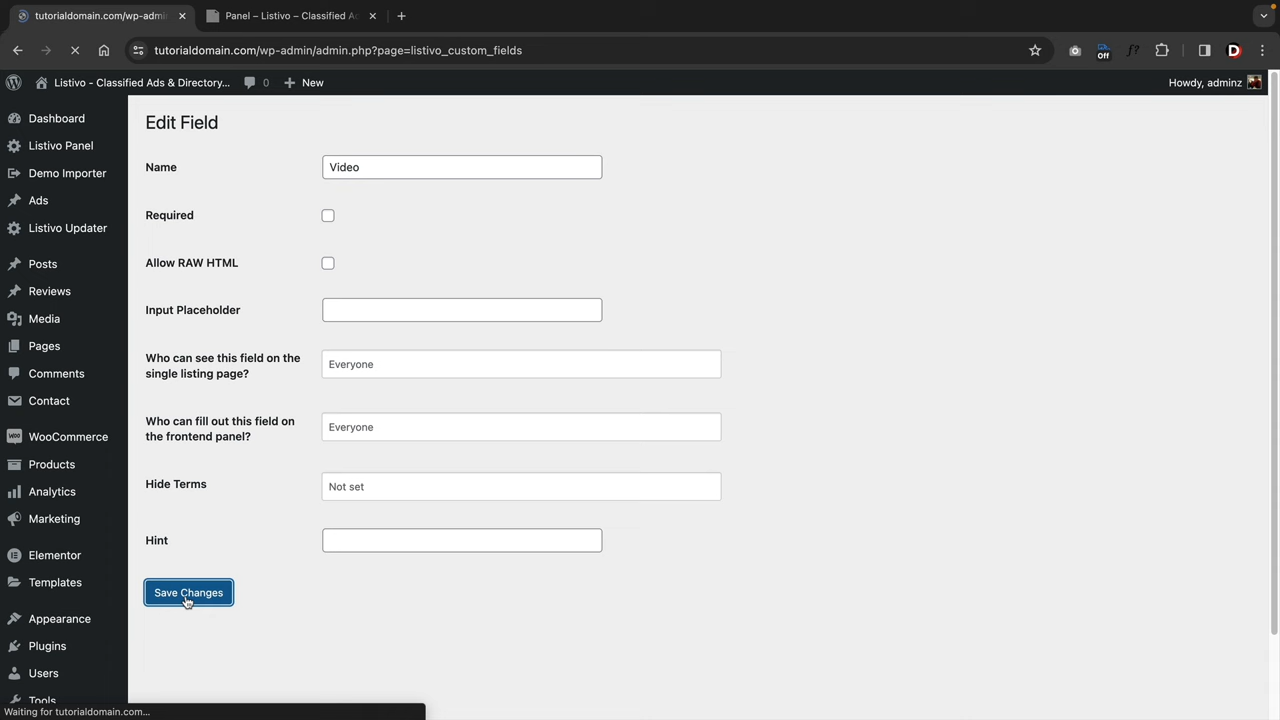 tutorialdomain.com/wp-admi
Panel – Listivo – Classified A
tutorialdomain.com/wp-admin/admin.php?page=listivo_custom_fields
Off
D
Listivo - Classified Ads & Directory...
0
New
Howdy, adminz
Dashboard
Listivo Panel
Demo Importer
Ads
Listivo Updater
Posts
Reviews
Media
Pages
Comments
Contact
WooCommerce
Products
Analytics
Marketing
Elementor
Templates
Appearance
Plugins
Users
Tools
Edit Field
Name
Video
Required
Allow RAW HTML
Input Placeholder
Who can see this field on the
single listing page?
Everyone
Who can fill out this field on
the frontend panel?
Everyone
Hide Terms
Not set
Hint
Save Changes
Waiting for tutorialdomain.com...